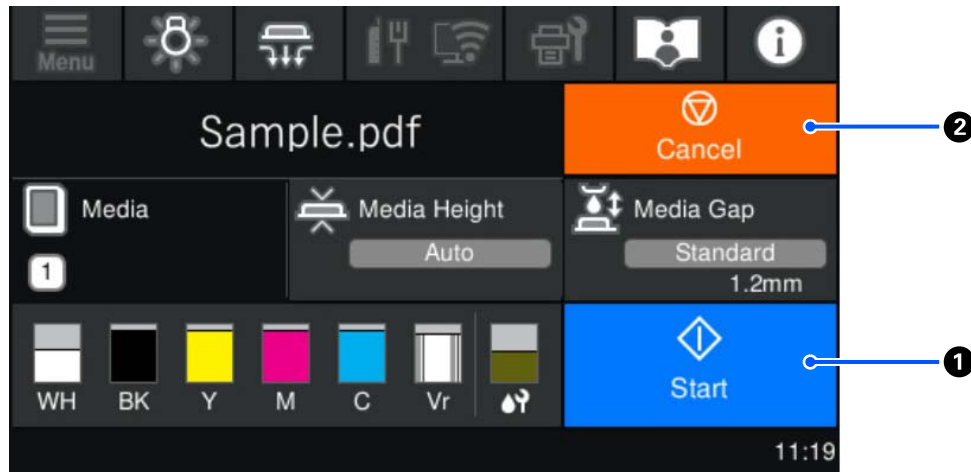 Menu
Sample.pdf
Cancel
2
Media
Media Height
Media Gap
Auto
Standard
1
1.2mm
Start
1
WH BK Y M C Vr
11:19